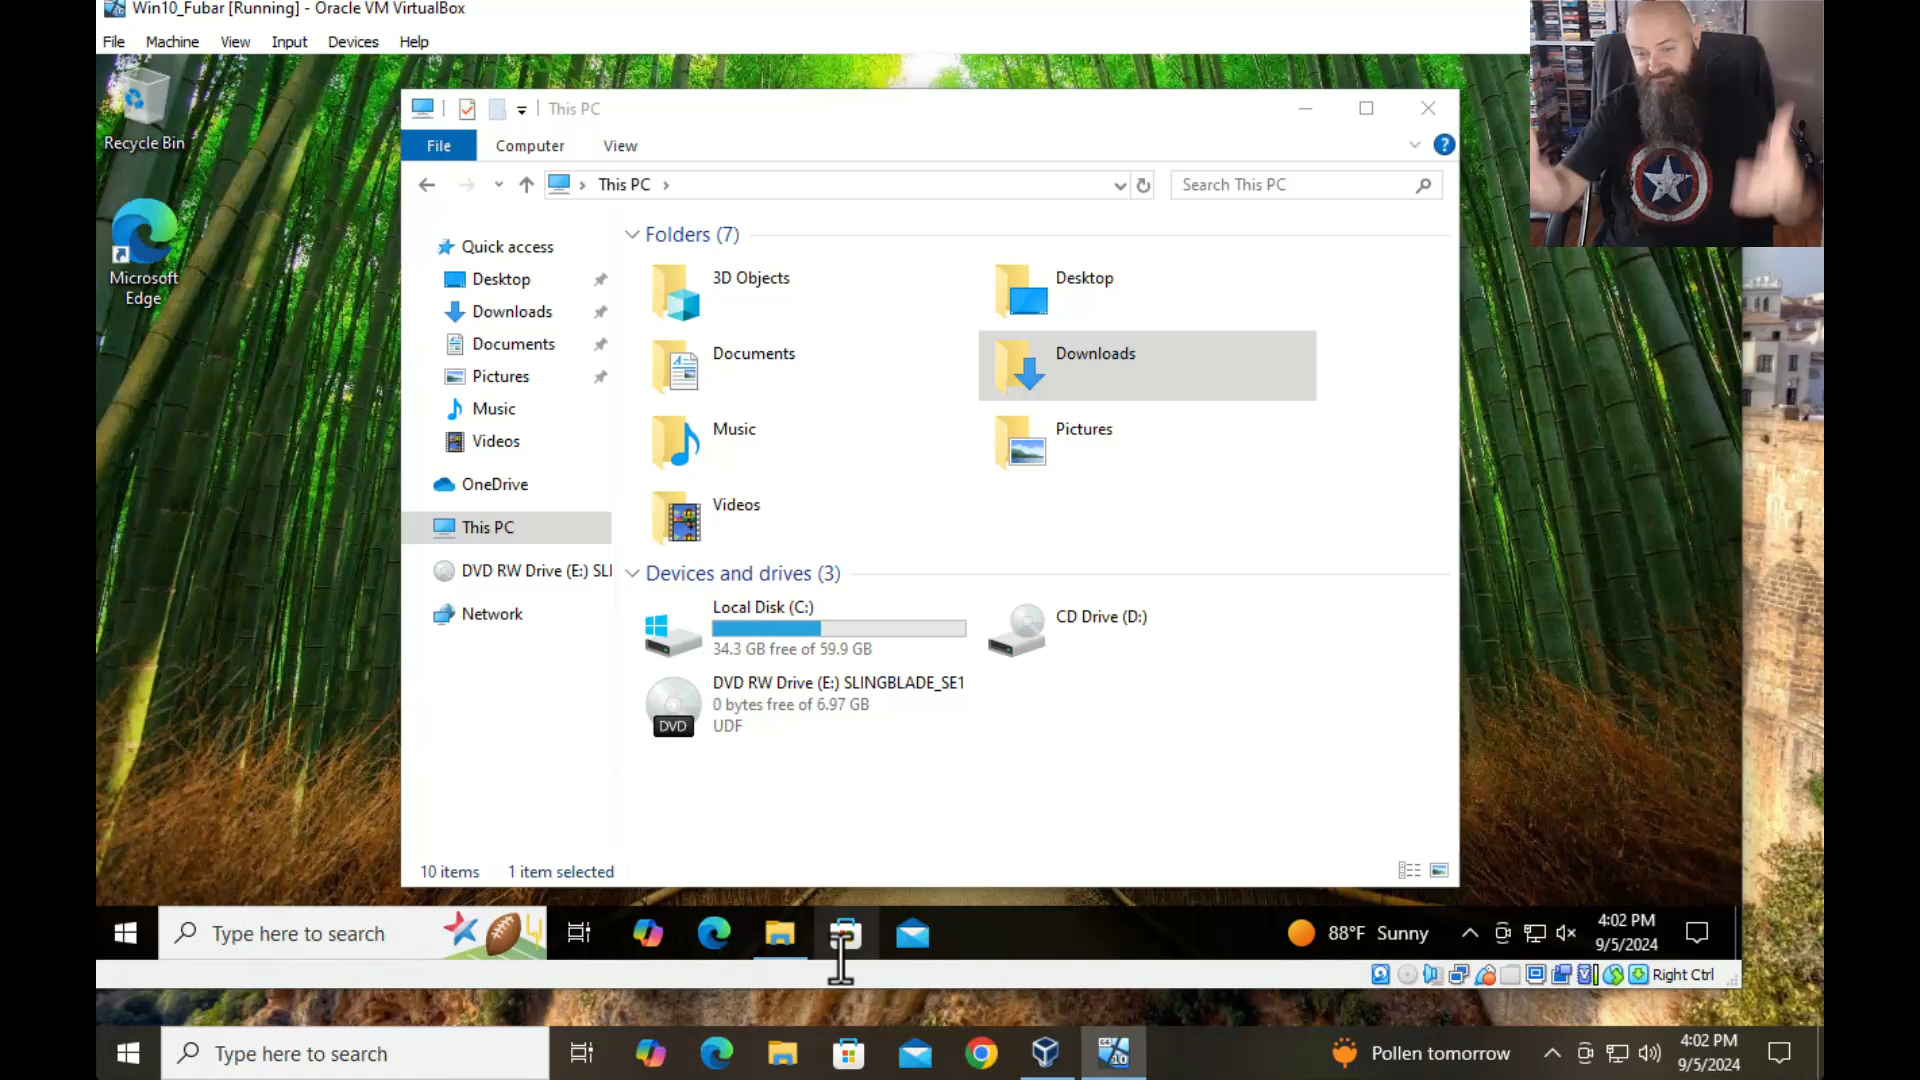 Win10_Fubar [Running] - Oracle VM VirtualBox
File Machine View Input Devices Help
Recycle Bin
Microsoft
Edge
This PC
File Computer View
This PC
Search This PC
Quick access
Desktop
Downloads
Documents
Pictures
Music
Videos
OneDrive
This PC
DVD RW Drive (E:) SLI
Network
Folders (7)
3D Objects
Desktop
Documents
Downloads
Music
Pictures
Videos
Devices and drives (3)
Local Disk (C:)
34.3 GB free of 59.9 GB
CD Drive (D:)
DVD RW Drive (E:) SLINGBLADE_SE1
0 bytes free of 6.97 GB
UDF
DVD
10 items 1 item selected
Type here to search
88°F Sunny
4:02 PM
9/5/2024
Right Ctrl
Type here to search
10
Pollen tomorrow
4:02 PM
9/5/2024